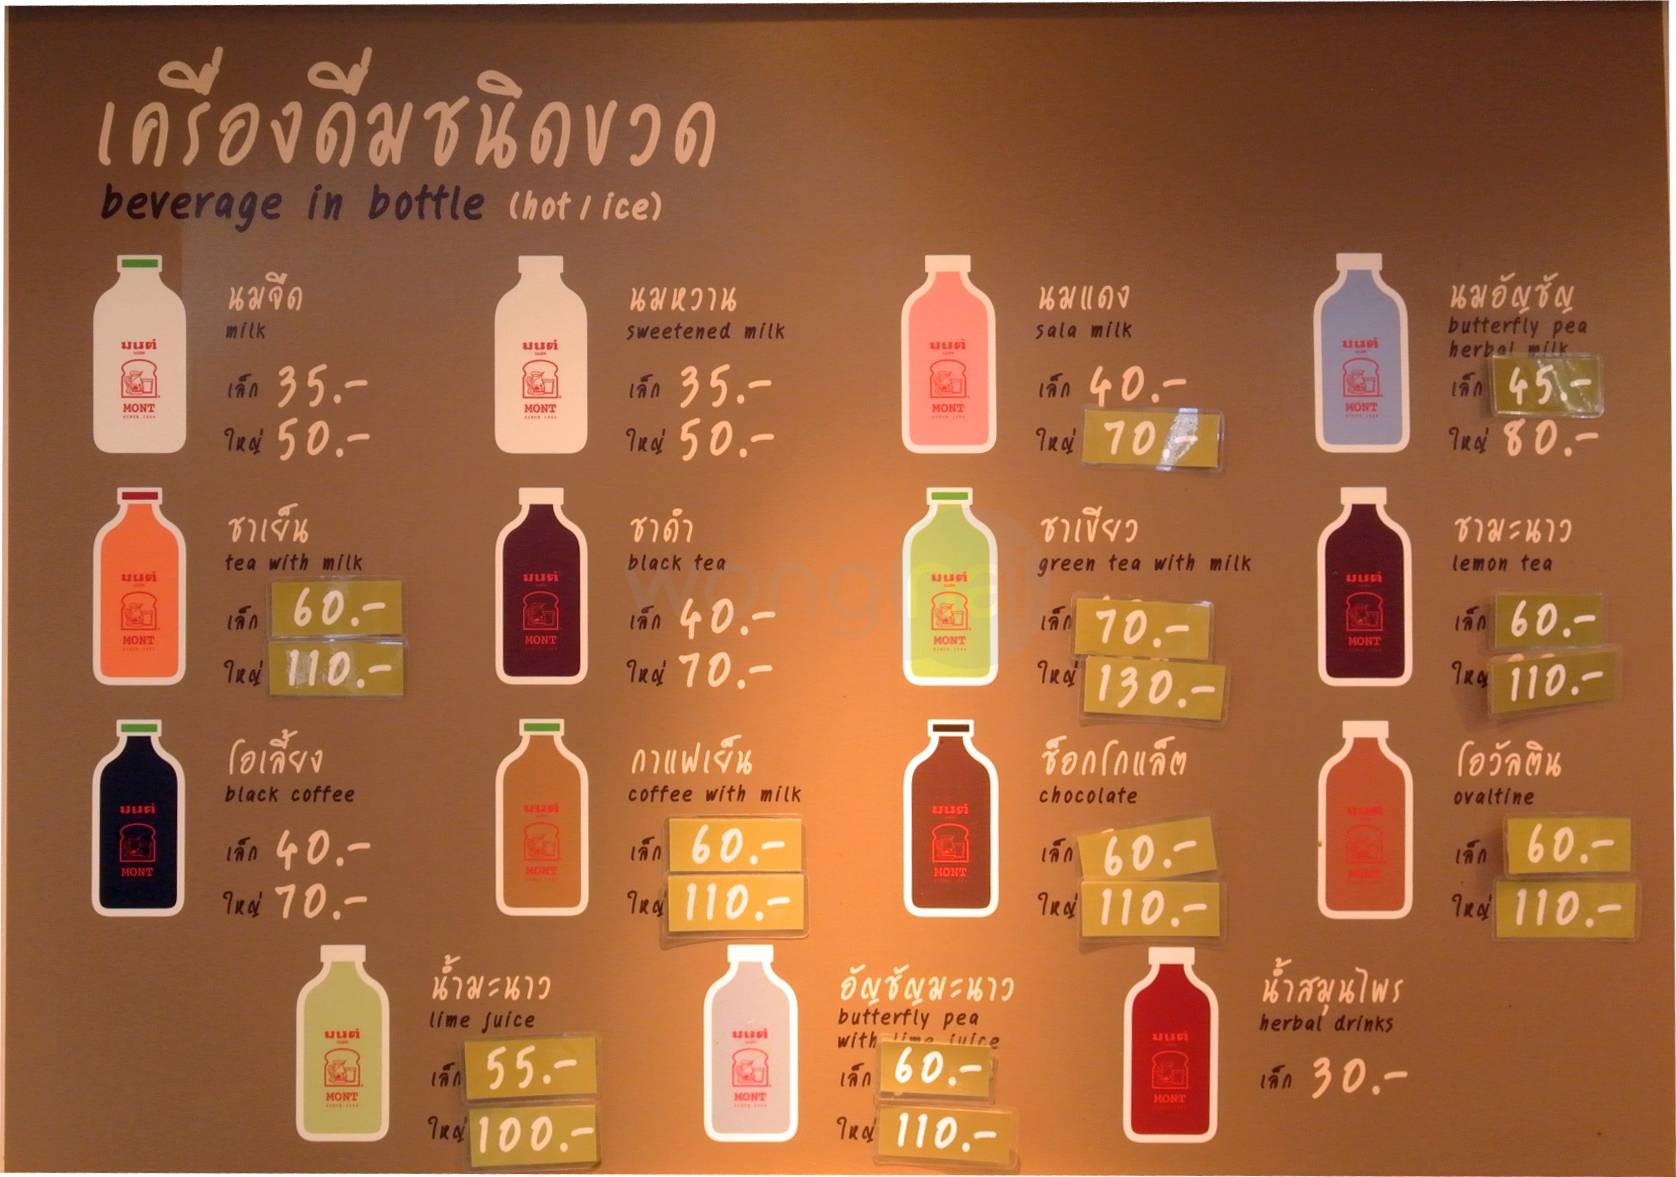 เครื่องดื่มชนิดขวด
beverage in bottle (hot / ice)
นมจืด
milk
เล็ก 35.-
ใหญ่ 50.-
มนต์
MONT
นมหวาน
sweetened milk
เล็ก 35.-
ใหญ่ 50.-
มนต์
MONT
นมแดง
sala milk
เล็ก 40.-
ใหญ่ 70.-
มนต์
MONT
นมอัญชัญ
butterfly pea
herbal milk
เล็ก 45.-
ใหญ่ 80.-
มนต์
MONT
ชาเย็น
tea with milk
เล็ก 60.-
ใหญ่ 110.-
มนต์
MONT
ชาดำ
black tea
เล็ก 40.-
ใหญ่ 70.-
มนต์
MONT
ชาเขียว
green tea with milk
เล็ก 70.-
ใหญ่ 130.-
มนต์
MONT
ชามะนาว
lemon tea
เล็ก 60.-
ใหญ่ 110.-
มนต์
MONT
โอเลี้ยง
black coffee
เล็ก 40.-
ใหญ่ 70.-
มนต์
MONT
กาแฟเย็น
coffee with milk
เล็ก 60.-
ใหญ่ 110.-
มนต์
MONT
ช็อกโกแล็ต
chocolate
เล็ก 60.-
ใหญ่ 110.-
มนต์
MONT
โอวัลติน
ovaltine
เล็ก 60.-
ใหญ่ 110.-
มนต์
MONT
น้ำมะนาว
lime juice
เล็ก 55.-
ใหญ่ 100.-
มนต์
MONT
อัญชัญมะนาว
butterfly pea
with lime juice
เล็ก 60.-
ใหญ่ 110.-
มนต์
MONT
น้ำสมุนไพร
herbal drinks
เล็ก 30.-
มนต์
MONT
wongnai